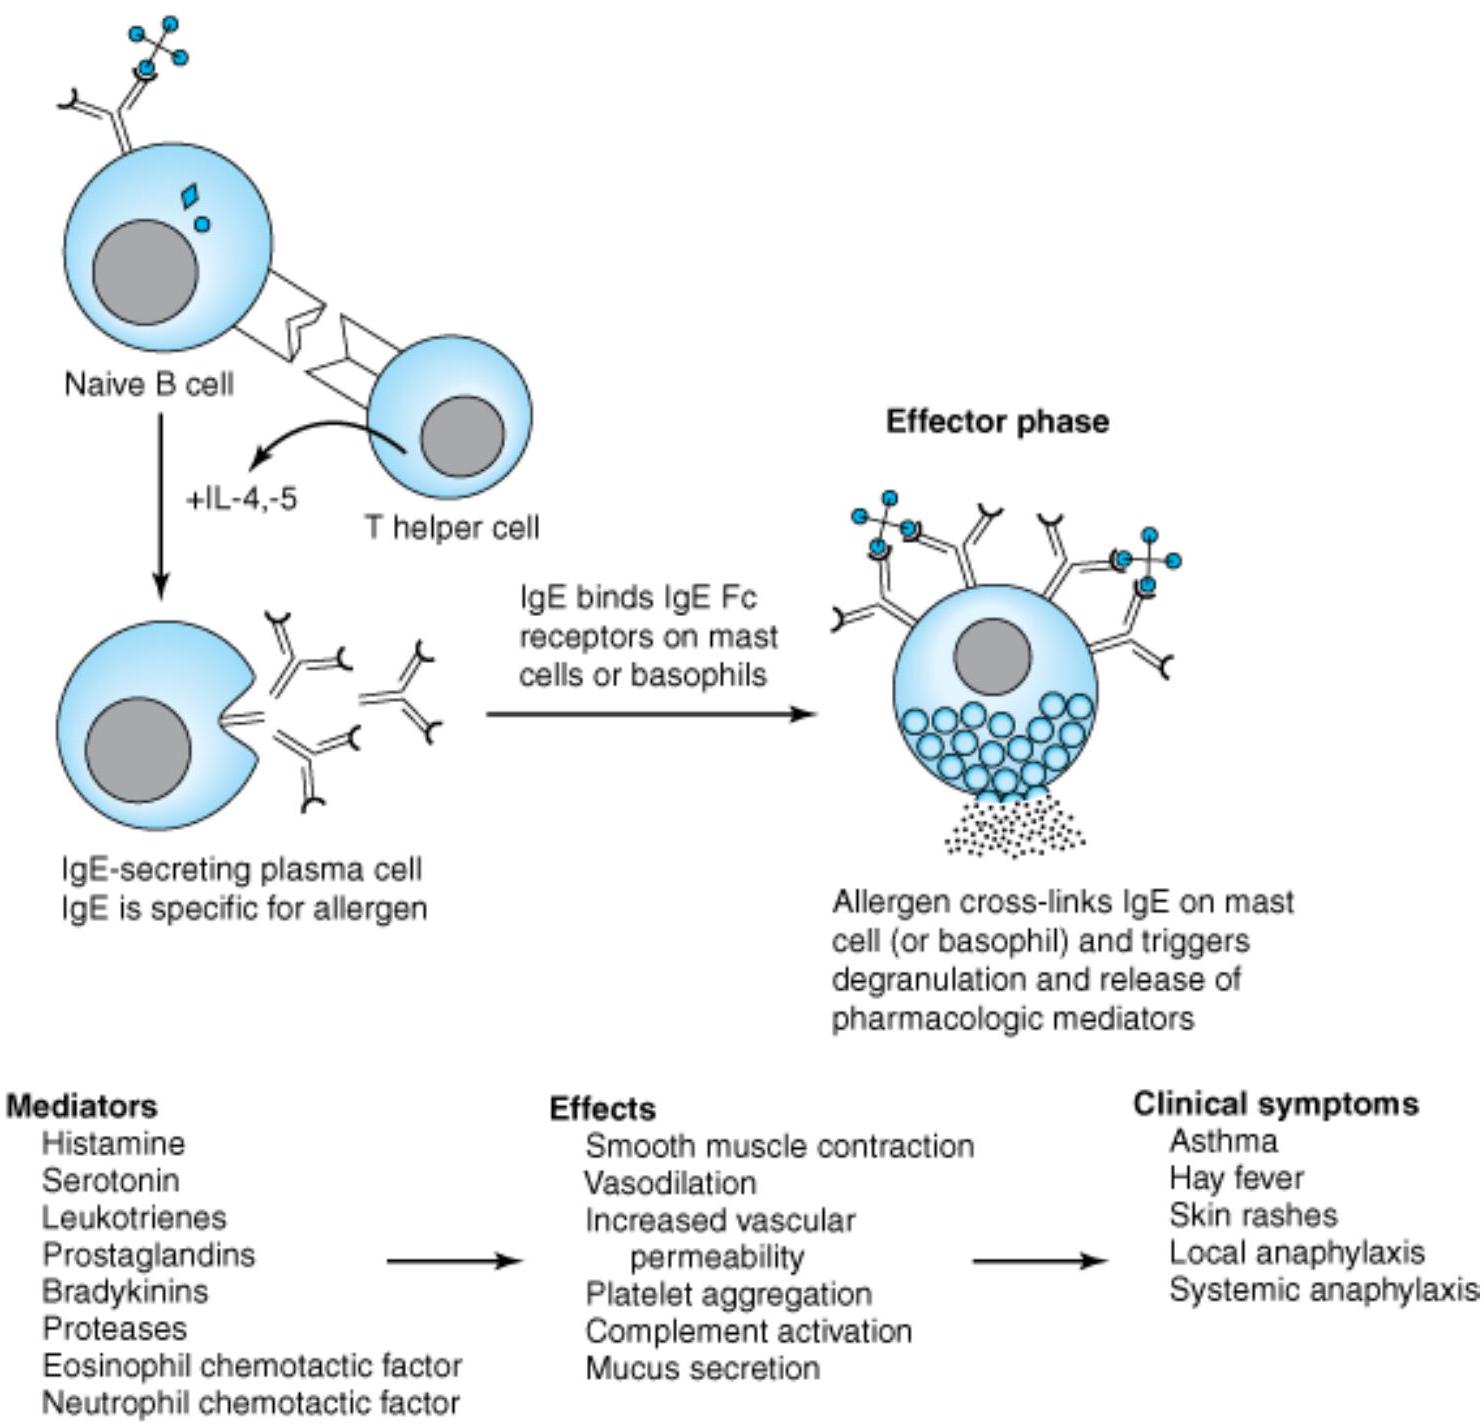 Naive B cell
+IL-4,-5
T helper cell
IgE-secreting plasma cell
IgE is specific for allergen
IgE binds IgE Fc
receptors on mast
cells or basophils
Effector phase
Allergen cross-links IgE on mast
cell (or basophil) and triggers
degranulation and release of
pharmacologic mediators
Mediators
Histamine
Serotonin
Leukotrienes
Prostaglandins
Bradykinins
Proteases
Eosinophil chemotactic factor
Neutrophil chemotactic factor
Effects
Smooth muscle contraction
Vasodilation
Increased vascular
permeability
Platelet aggregation
Complement activation
Mucus secretion
Clinical symptoms
Asthma
Hay fever
Skin rashes
Local anaphylaxis
Systemic anaphylaxis